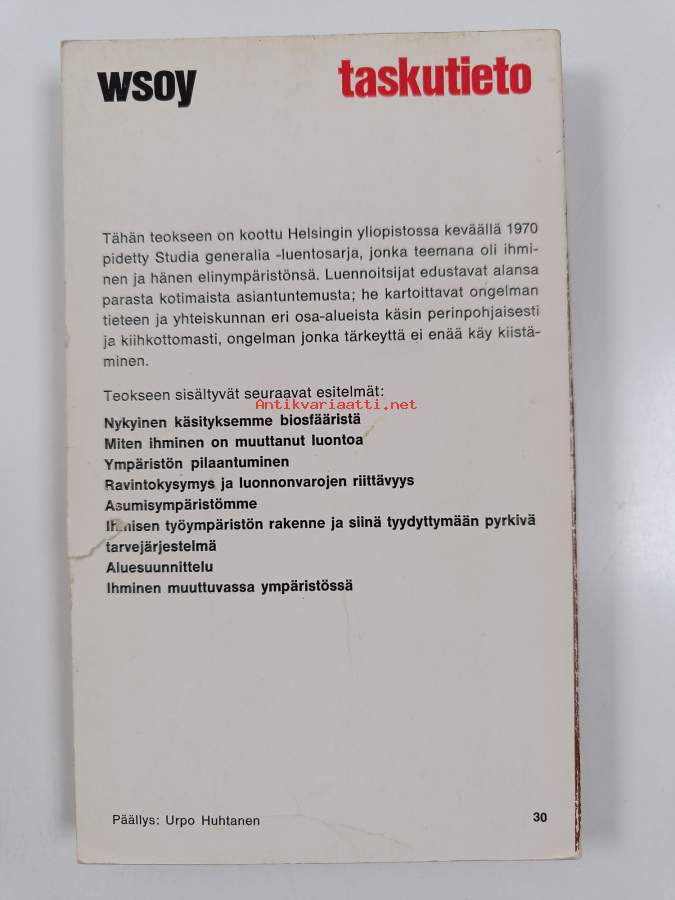 wsoy taskutieto
Tähän teokseen on koottu Helsingin yliopistossa keväällä 1970
pidetty Studia generalia -luentosarja, jonka teemana oli ihmi-
nen ja hänen elinympäristönsä. Luennoitsijat edustavat alansa
parasta kotimaista asiantuntemusta; he kartoittavat ongelman
tieteen ja yhteiskunnan eri osa-alueista käsin perinpohjaisesti
ja kiihkottomasti, ongelman jonka tärkeyttä ei enää käy kiistä-
minen.
Teokseen sisältyvät seuraavat esitelmät:
Antikvariaatti.net
Nykyinen käsityksemme biosfääristä
Miten ihminen on muuttanut luontoa
Ympäristön pilaantuminen
Ravintokysymys ja luonnonvarojen riittävyys
Asumisympäristömme
Ihmisen työympäristön rakenne ja siinä tyydyttymään pyrkivä
tarvejärjestelmä
Aluesuunnittelu
Ihminen muuttuvassa ympäristössä
Päällys: Urpo Huhtanen 30